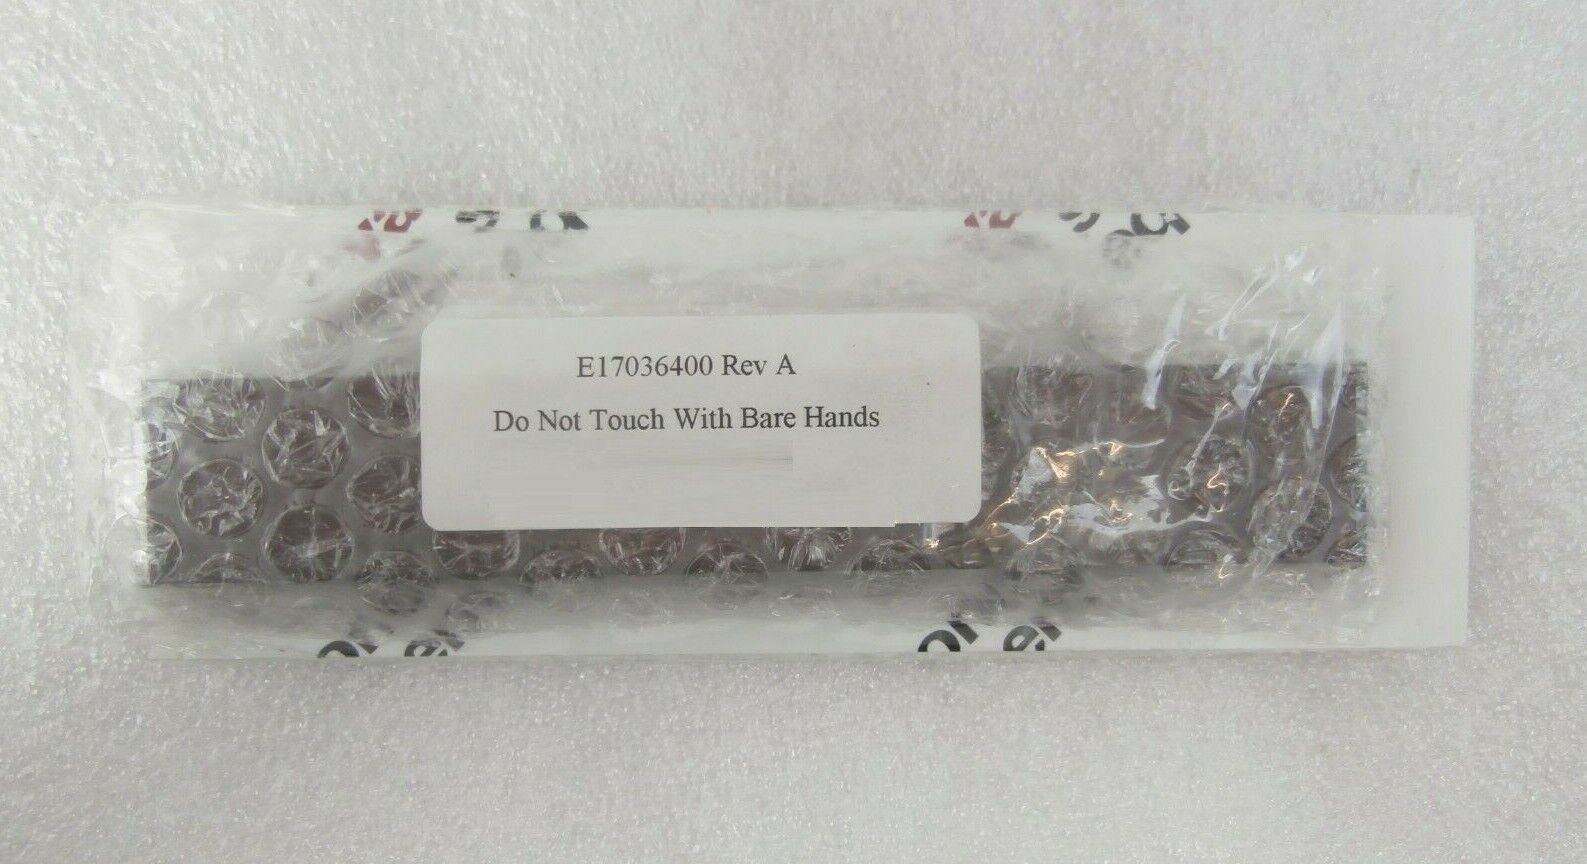 E17036400 Rev A
Do Not Touch With Bare Hands